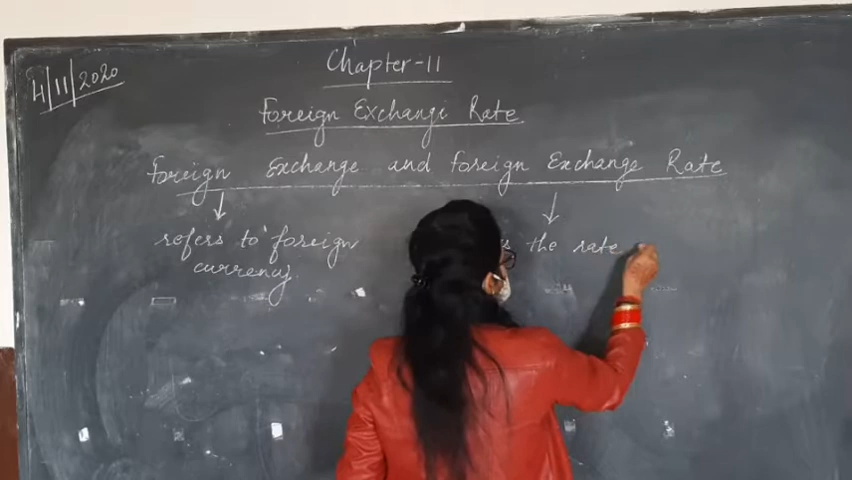 4/11/2020
Chapter-11
Foreign Exchange Rate
Foreign Exchange and foreign Exchange Rate
refers to foreign
currency.
the rate